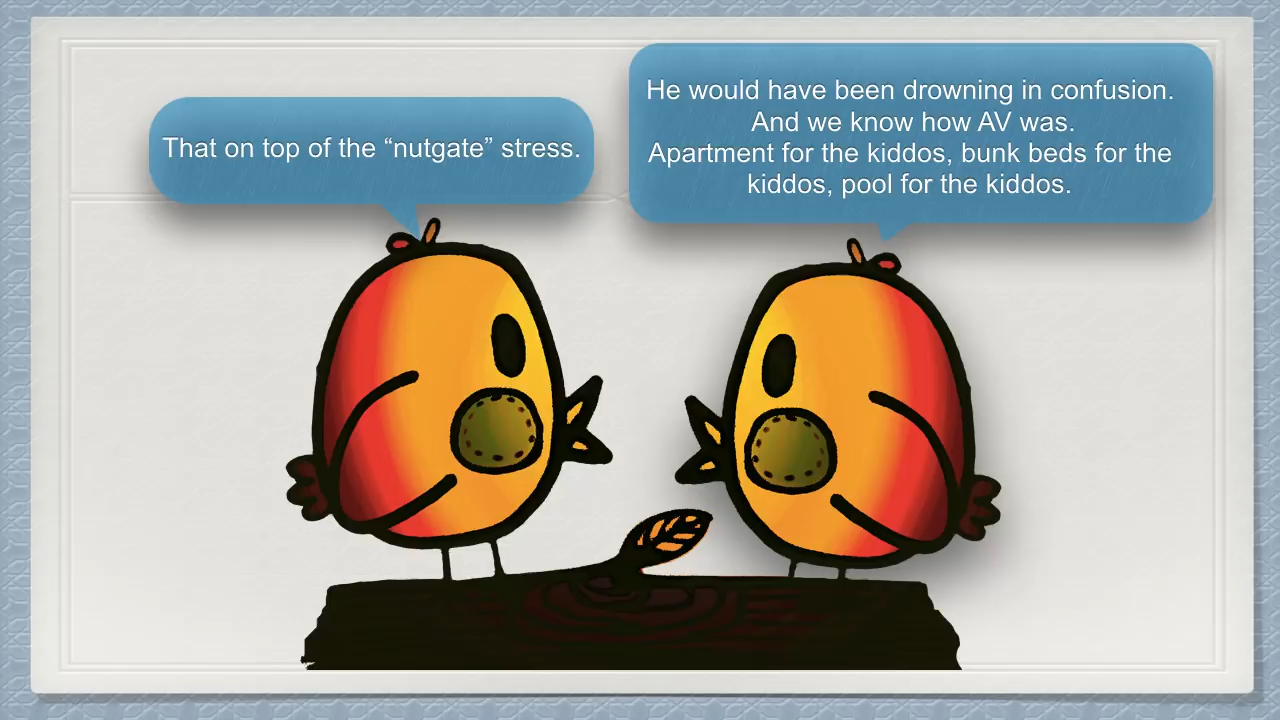 That on top of the “nutgate” stress.
He would have been drowning in confusion.
And we know how AV was.
Apartment for the kiddos, bunk beds for the
kiddos, pool for the kiddos.